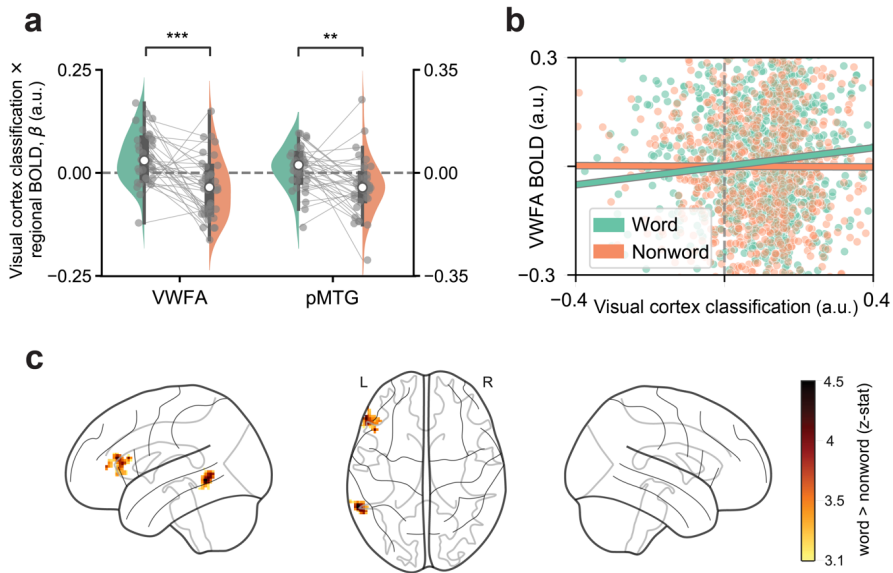 a
***
**
0.25
0.35
Visual cortex classification ×
regional BOLD, β (a.u.)
0.00
0.00
−0.25
−0.35
VWFA
pMTG
b
0.3
VWFA BOLD (a.u.)
Word
Nonword
−0.3
−0.4
Visual cortex classification (a.u.)
0.4
c
L
R
4.5
4
3.5
3.1
word > nonword (z-stat)